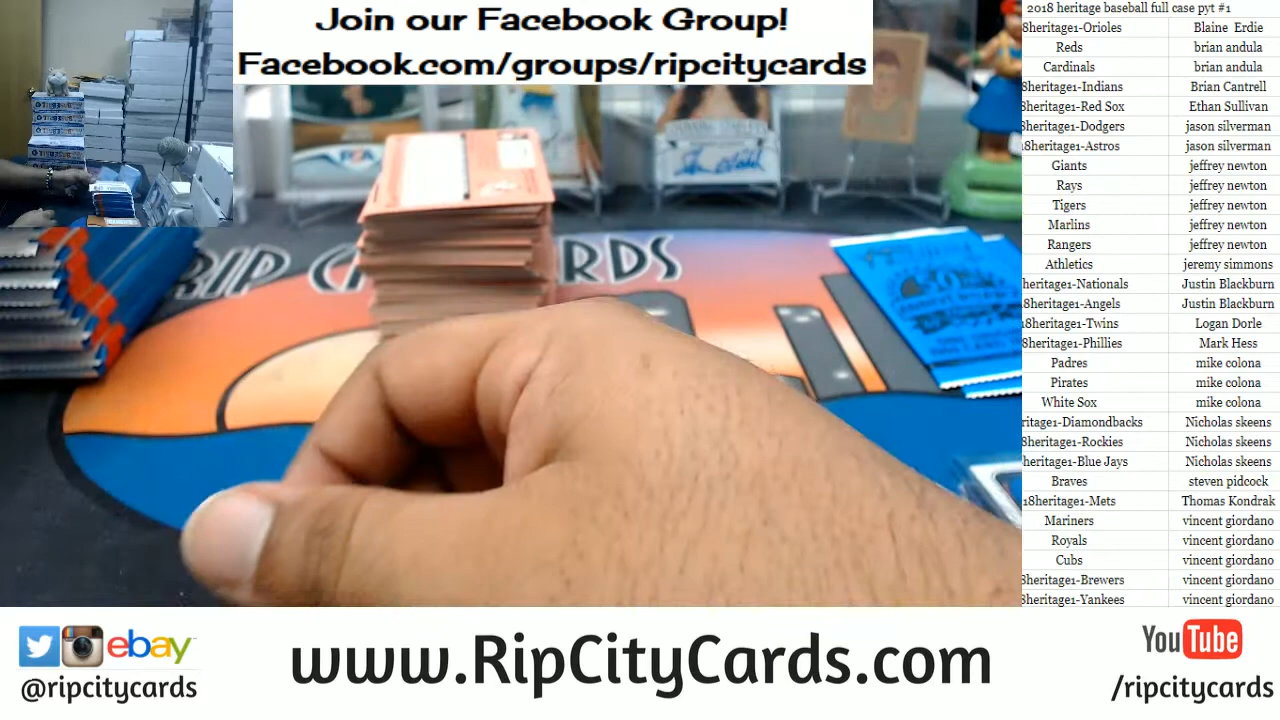 Join our Facebook Group!
Facebook.com/groups/ripcitycards
2018 heritage baseball full case pyt #1
8heritage1-Orioles Blaine Erdie
Reds brian andula
Cardinals brian andula
8heritage1-Indians Brian Cantrell
8heritage1-Red Sox Ethan Sullivan
8heritage1-Dodgers jason silverman
8heritage1-Astros jason silverman
Giants jeffrey newton
Rays jeffrey newton
Tigers jeffrey newton
Marlins jeffrey newton
Rangers jeffrey newton
Athletics jeremy simmons
heritage1-Nationals Justin Blackburn
8heritage1-Angels Justin Blackburn
8heritage1-Twins Logan Dorle
8heritage1-Phillies Mark Hess
Padres mike colona
Pirates mike colona
White Sox mike colona
ritage1-Diamondbacks Nicholas skeens
8heritage1-Rockies Nicholas skeens
8heritage1-Blue Jays Nicholas skeens
Braves steven pidcock
18heritage1-Mets Thomas Kondrak
Mariners vincent giordano
Royals vincent giordano
Cubs vincent giordano
8heritage1-Brewers vincent giordano
8heritage1-Yankees vincent giordano
RIP C RDS
ebay
@ripcitycards
www.RipCityCards.com
YouTube
/ripcitycards